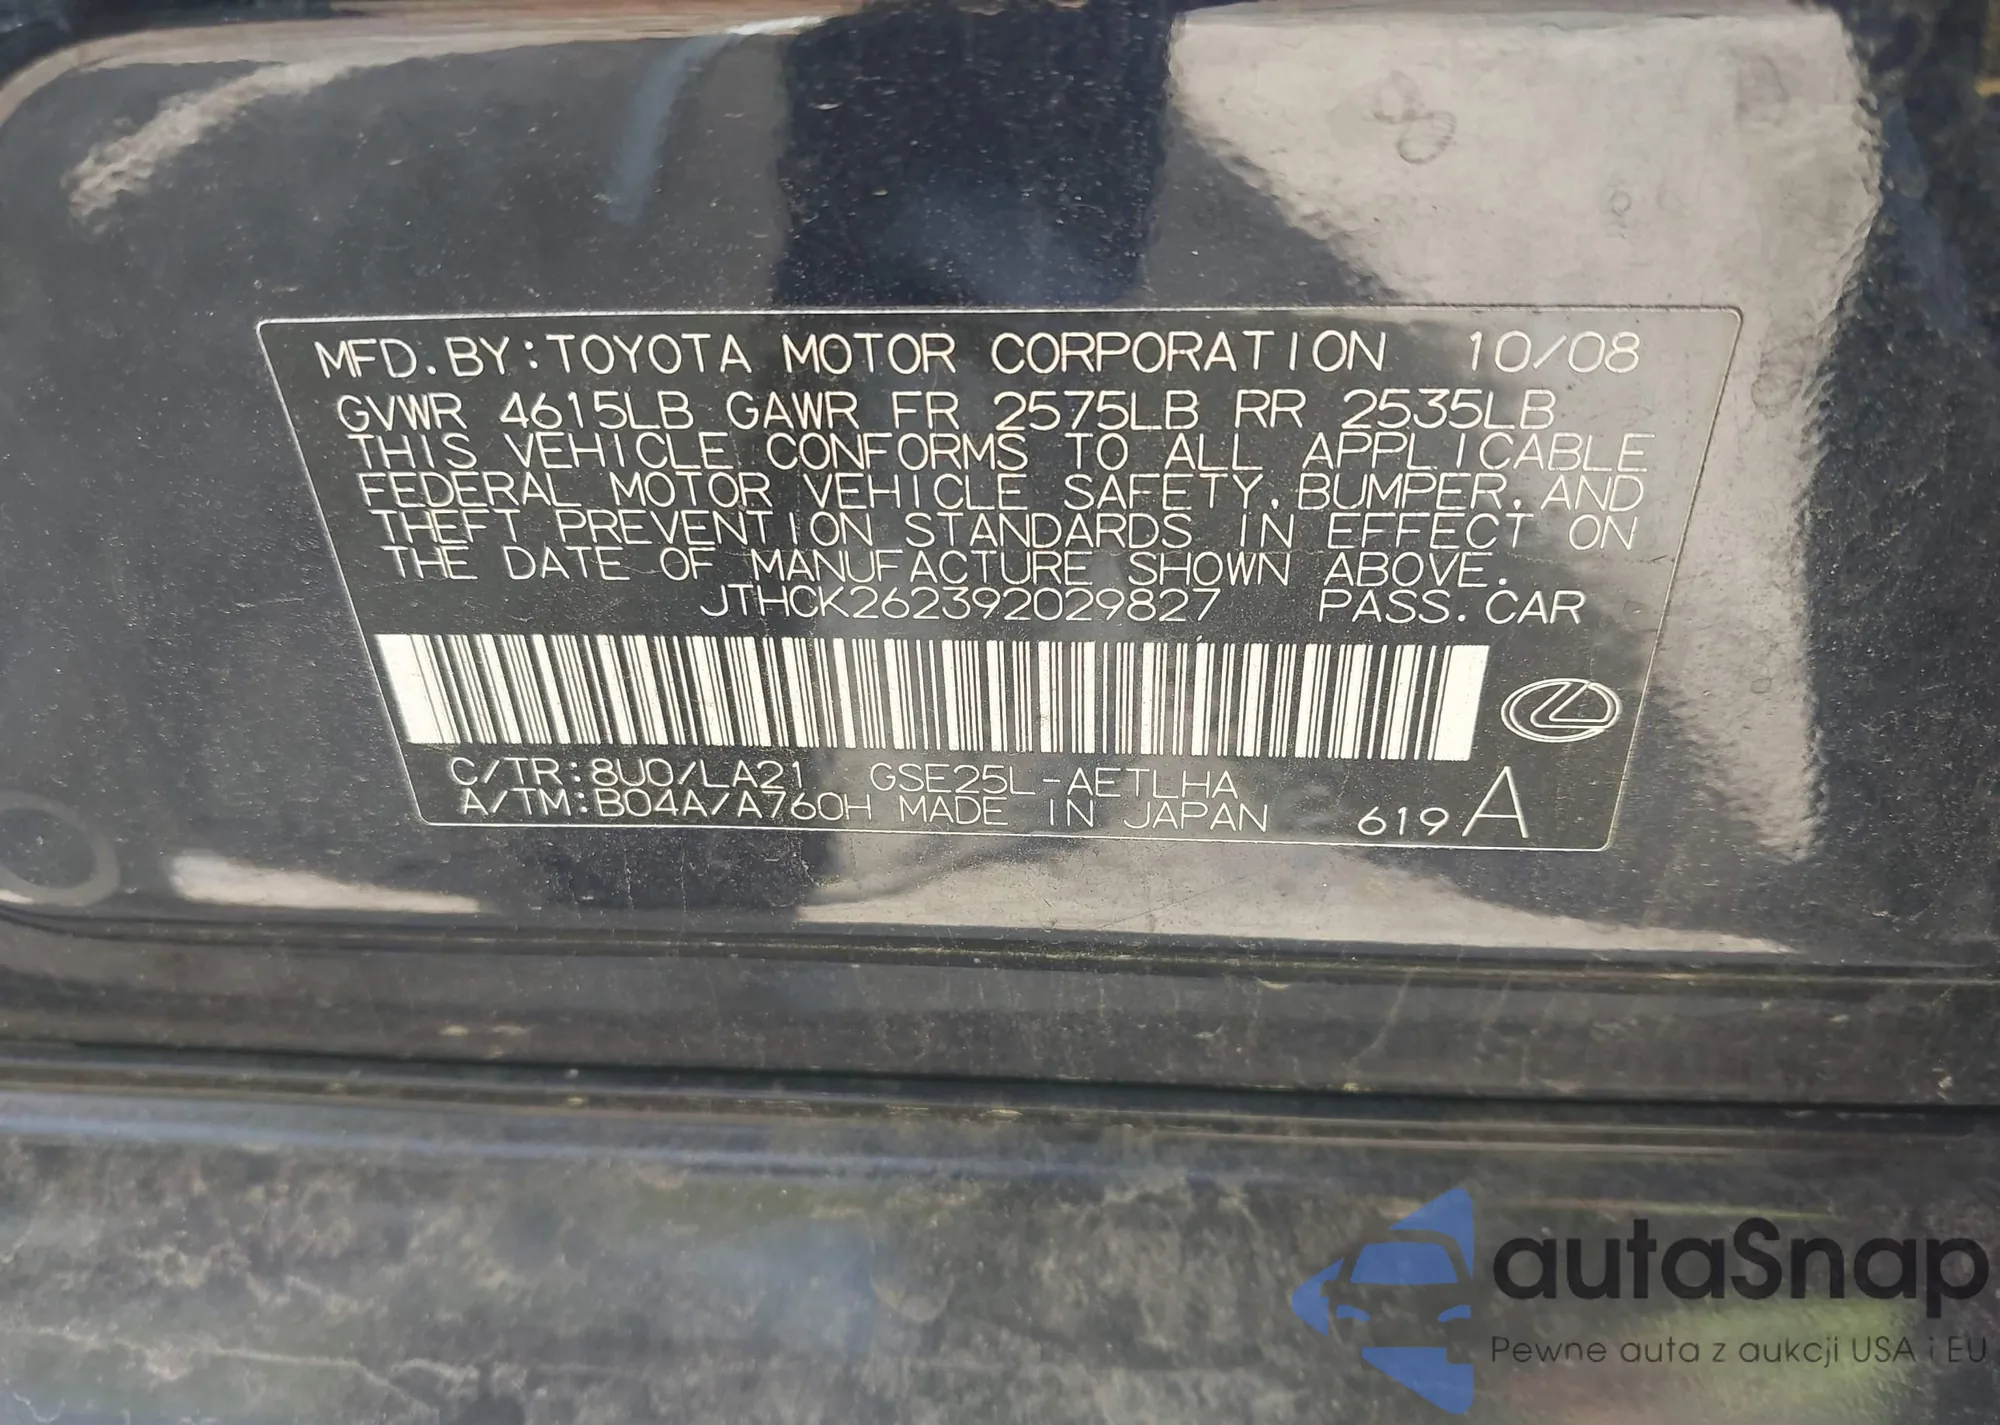 MFD.BY:TOYOTA MOTOR CORPORATION 10/08
GVWR 4615LB GAWR FR 2575LB RR 2535LB
THIS VEHICLE CONFORMS TO ALL APPLICABLE
FEDERAL MOTOR VEHICLE SAFETY, BUMPER, AND
THEFT PREVENTION STANDARDS IN EFFECT ON
THE DATE OF MANUFACTURE SHOWN ABOVE.
JTHCK262392029827 PASS.CAR
C/TR:8U0/LA21 GSE25L-AETLHA
A/TM:B04A/A760H MADE IN JAPAN 619A
autaSnap
Pewne auta z aukcji USA i EU